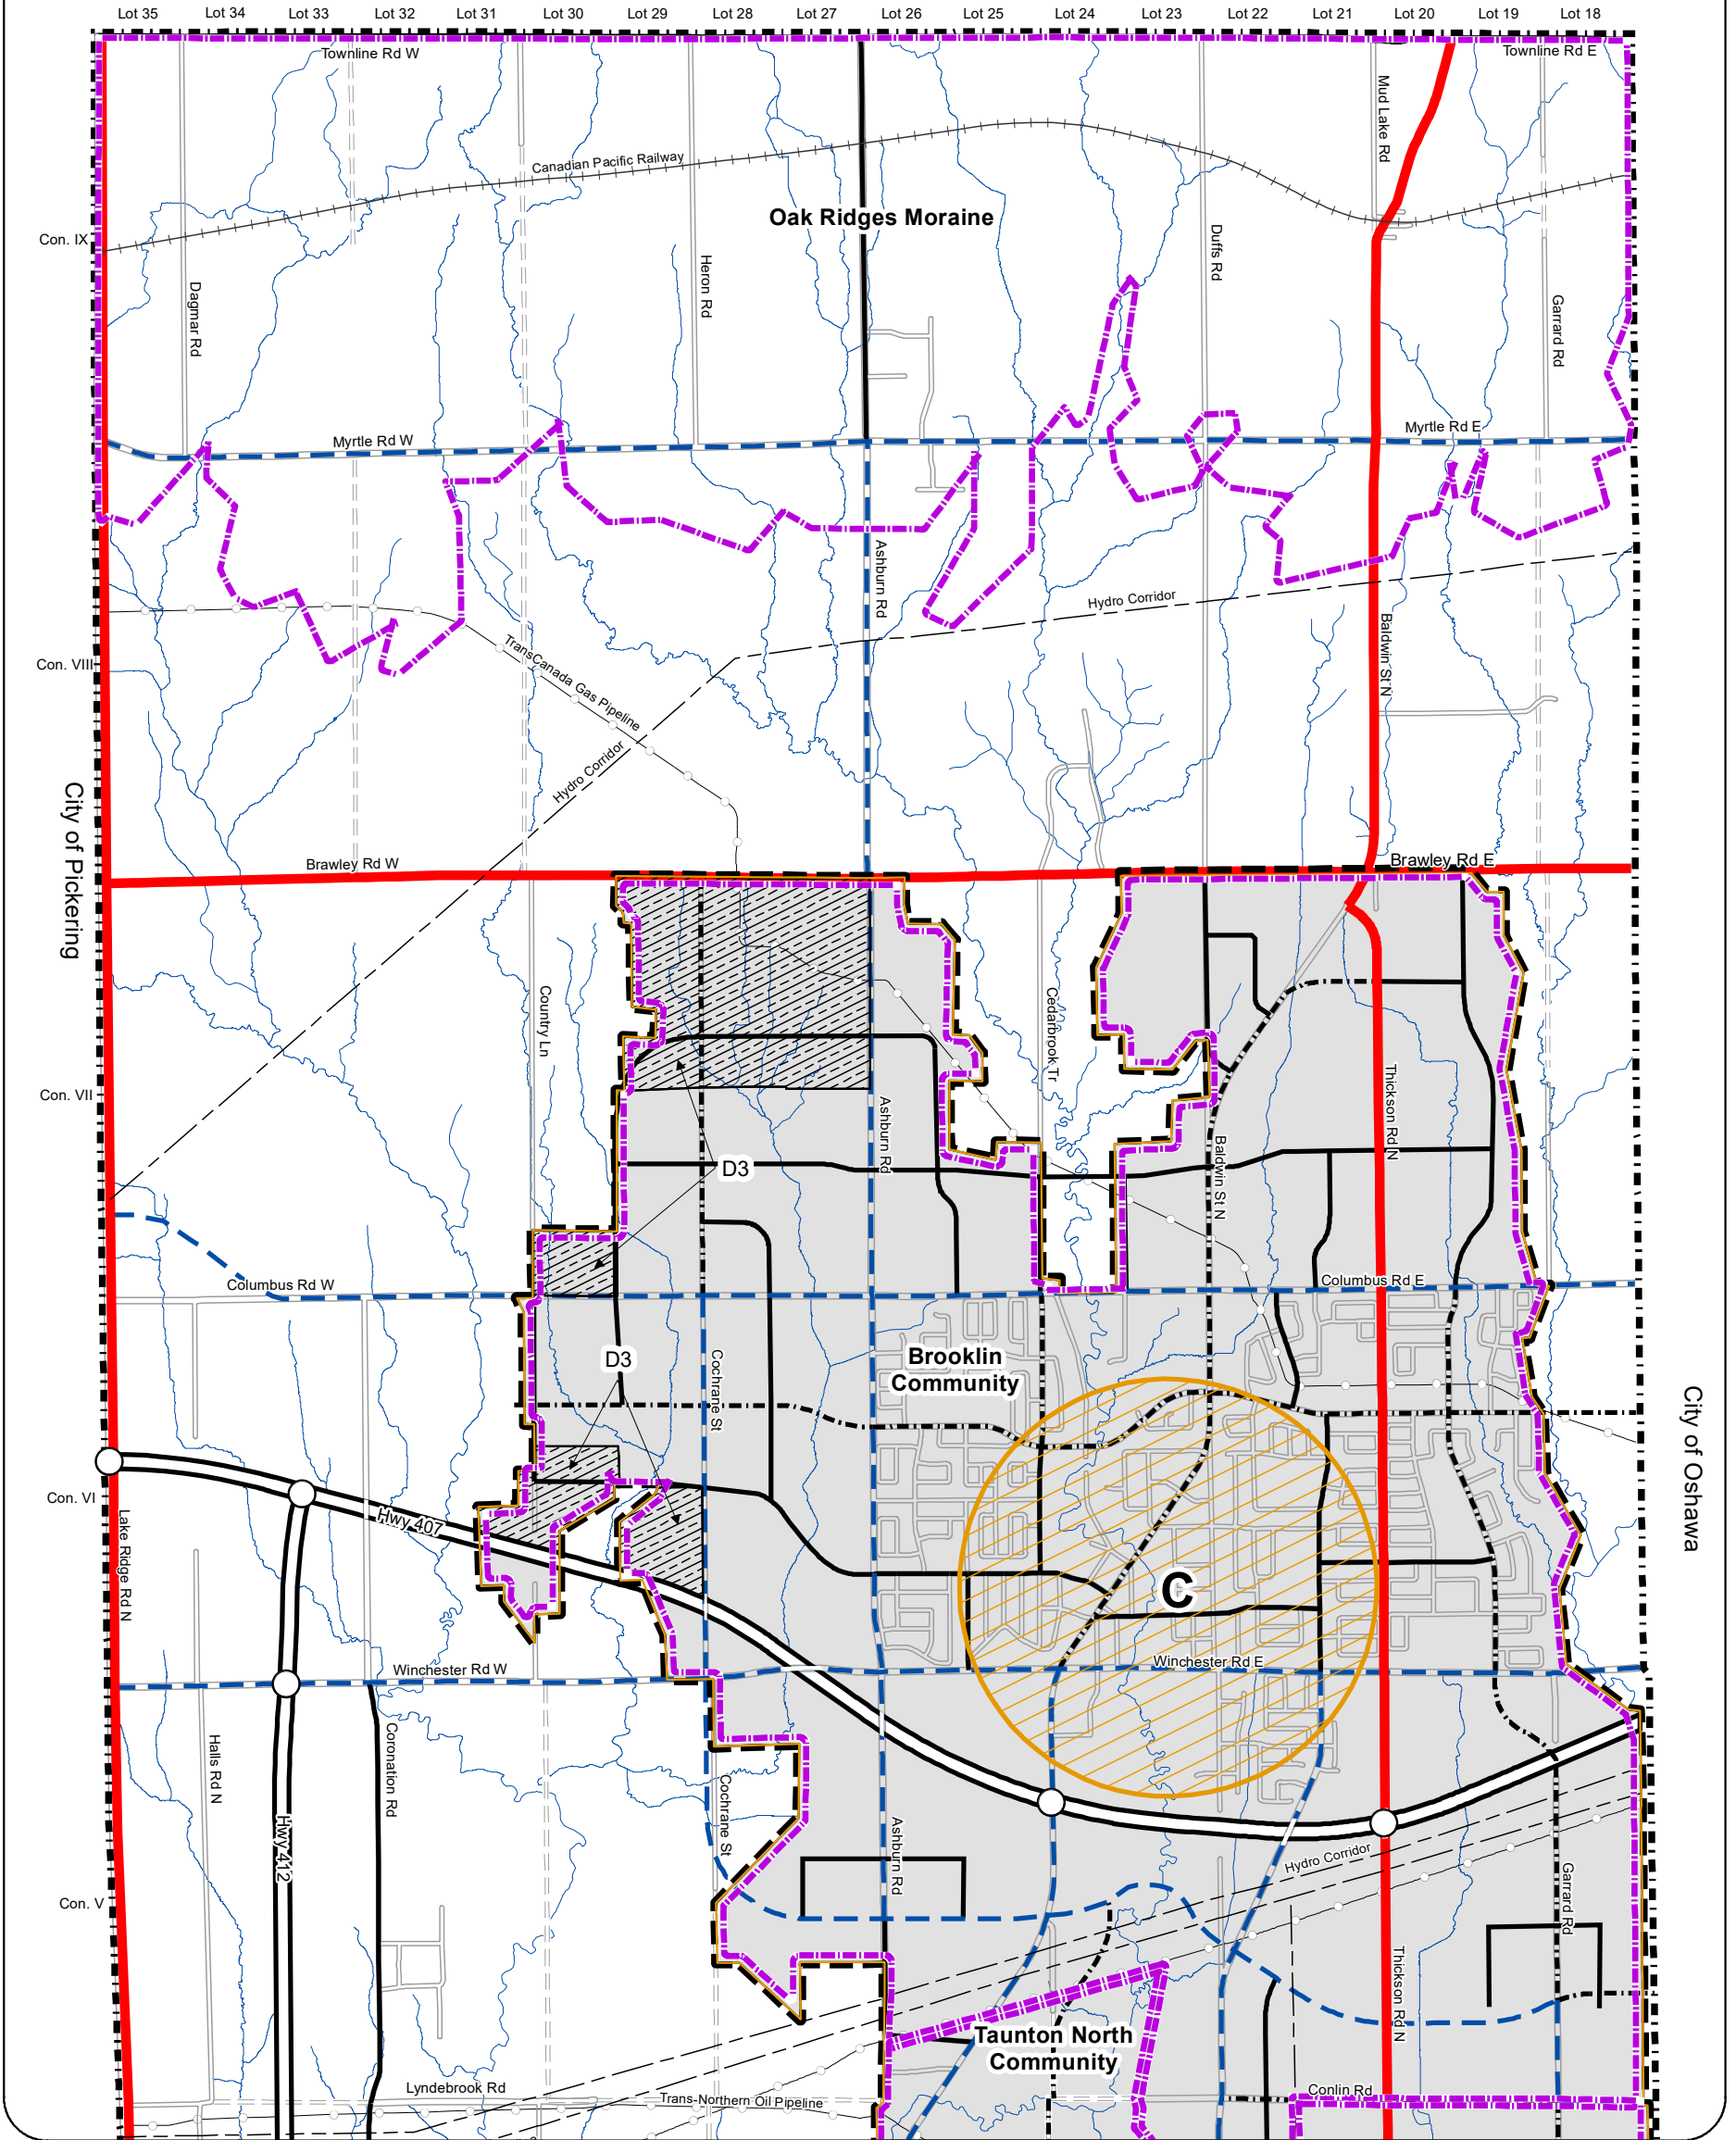 Lot 35 Lot 34 Lot 33 Lot 32 Lot 31 Lot 30 Lot 29 Lot 28 Lot 27 Lot 26 Lot 25 Lot 24 Lot 23 Lot 22 Lot 21 Lot 20 Lot 19 Lot 18
Townline Rd W
Townline Rd E
Mud Lake Rd
Canadian Pacific Railway
Oak Ridges Moraine
Con. IX
Duffs Rd
Heron Rd
Dagmar Rd
Garrard Rd
Myrtle Rd W
Myrtle Rd E
Ashburn Rd
Hydro Corridor
Baldwin St N
Con. VIII
TransCanada Gas Pipeline
Hydro Corridor
City of Pickering
Brawley Rd W
Brawley Rd E
Country Ln
Cedarbrook Tr
Con. VII
Ashburn Rd
Thickson Rd N
Baldwin St N
D3
Columbus Rd W
Columbus Rd E
D3
Cochrane St
Brooklin
Community
City of Oshawa
Con. VI
Lake Ridge Rd N
Hwy 407
C
Winchester Rd W
Winchester Rd E
Halls Rd N
Coronation Rd
Cochrane St
Hwy 412
Ashburn Rd
Hydro Corridor
Garrard Rd
Con. V
Thickson Rd N
Taunton North
Community
Lyndebrook Rd
Trans-Northern Oil Pipeline
Conlin Rd